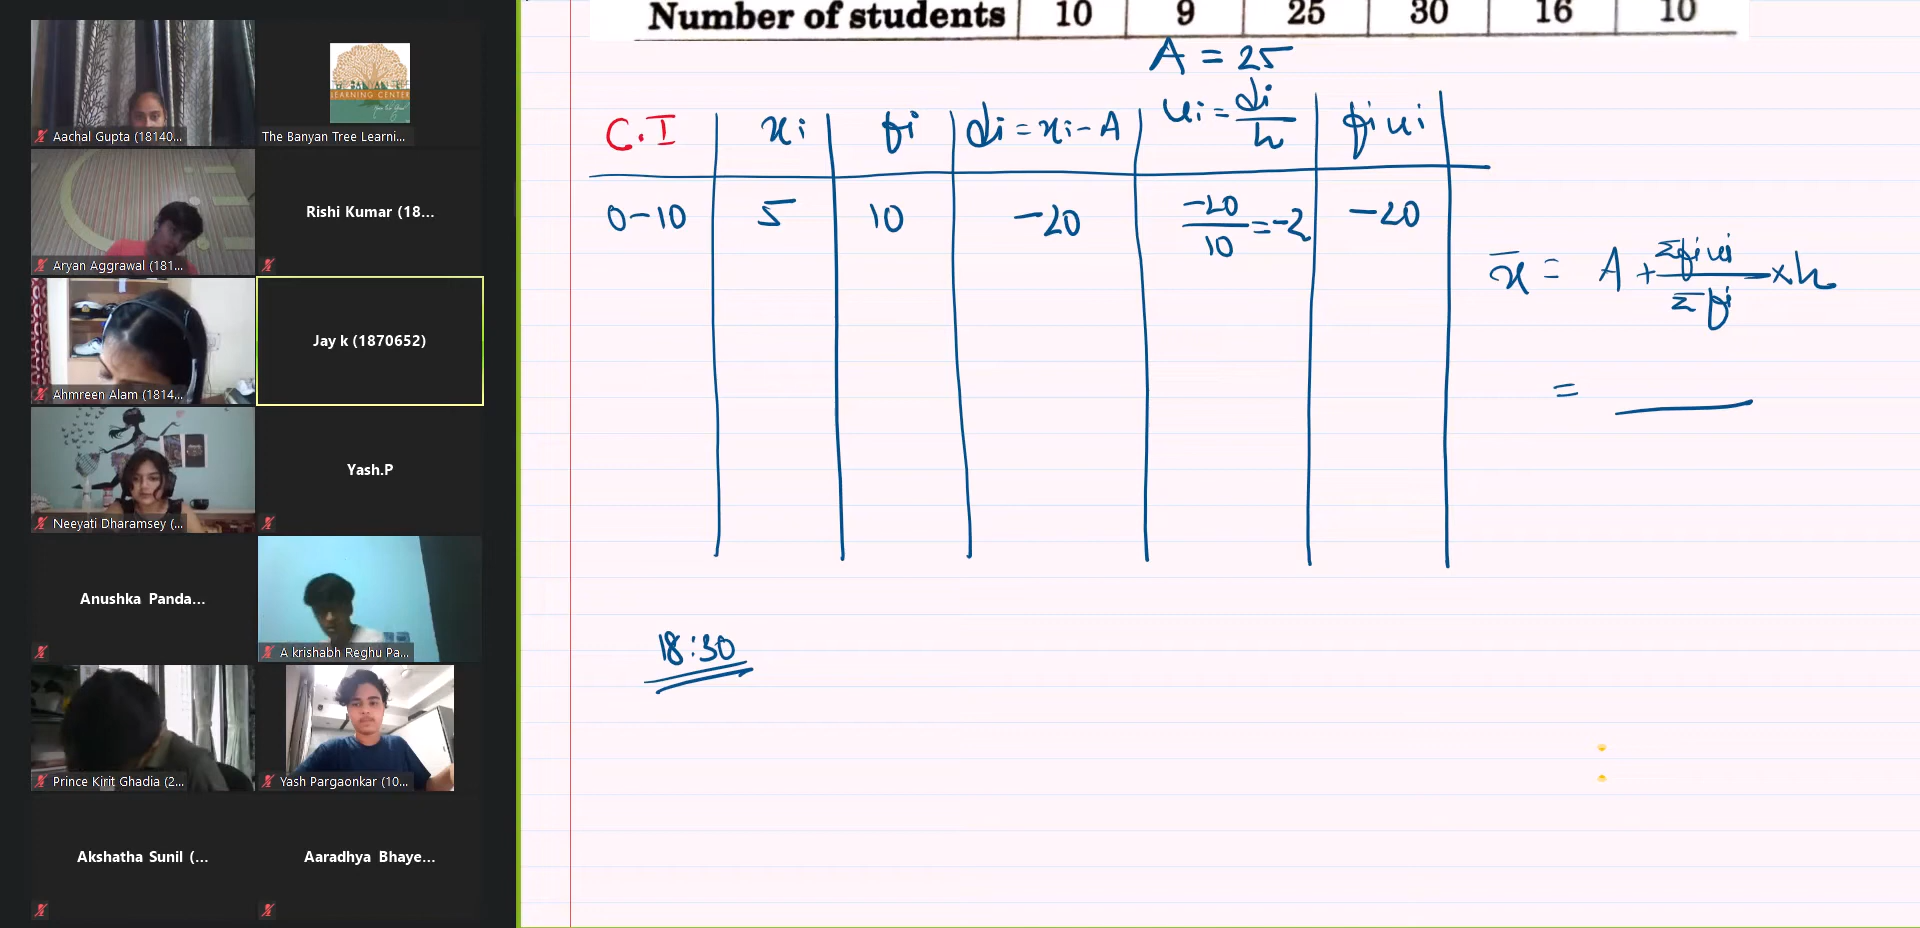 Aachal Gupta (18140...
LEARNING CENTER
The Banyan Tree Learni...
Aryan Aggrawal (181...
Rishi Kumar (18...
Ahmreen Alam (1814...
Jay k (1870652)
Neeyati Dharamsey (...
Yash.P
Anushka Panda...
A krishabh Reghu Pa...
Prince Kirit Ghadia (2...
Yash Pargaonkar (10...
Akshatha Sunil (...
Aaradhya Bhaye...
Number of students 10 9 25 30 16 10
A = 25
C.I xi fi di = xi - A ui = di/h fiui
0-10 5 10 -20 -20/10 = -2 -20
x̄ = A + Σfiui/Σfi × h
=
18:30